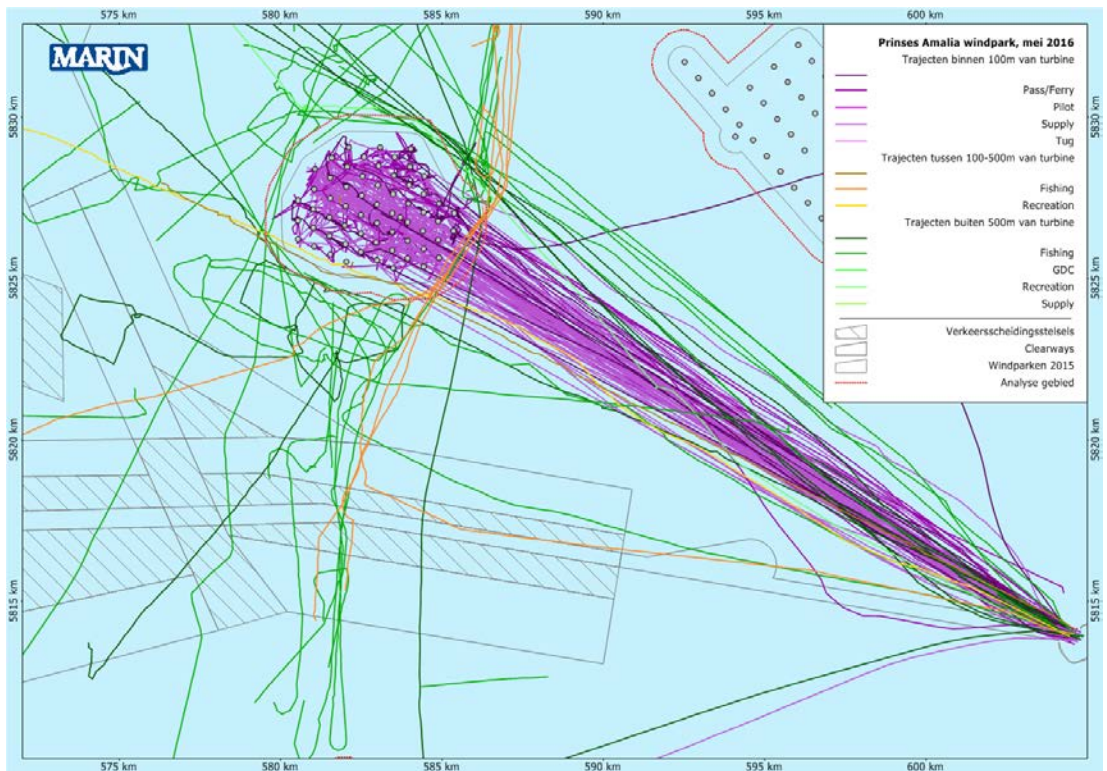 575 km 580 km 585 km 590 km 595 km 600 km
MARIN
Prinses Amalia windpark, mei 2016
Trajecten binnen 100m van turbine
Pass/Ferry
Pilot
Supply
Tug
Trajecten tussen 100-500m van turbine
Fishing
Recreation
Trajecten buiten 500m van turbine
Fishing
GDC
Recreation
Supply
Verkeersscheidingsstelsels
Clearways
Windparken 2015
Analyse gebied
5830 km 5830 km
5825 km 5825 km
5820 km 5820 km
5815 km 5815 km
575 km 580 km 585 km 590 km 595 km 600 km